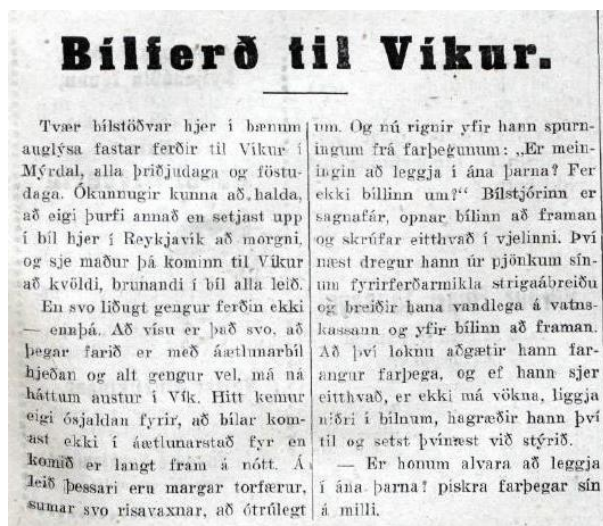 Bílferð til Víkur.
Tvær bílstöðvar hjer í bænum
auglýsa fastar ferðir til Víkur í
Mýrdal, alla þriðjudaga og föstu-
daga. Ókunnugir kunna að halda,
að eigi þurfi annað en setjast upp
í bíl hjer í Reykjavík að morgni,
og sje maður þá kominn til Víkur
að kvöldi, brunandi í bíl alla leið.
En svo liðugt gengur ferðin ekki
— ennþá. Að vísu er það svo, að
þegar farið er með áætlunarbíl
hjeðan og alt gengur vel, má ná
háttum austur í Vík. Hitt kemur
eigi ósjaldan fyrir, að bílar kom-
ast ekki í áætlunarstað fyr en
komið er langt fram á nótt. Á
leið þessari eru margar torfærur,
sumar svo risavaxnar, að ótrúlegt
um. Og nú rignir yfir hann spurn-
ingum frá farþegunum: „Er mein-
ingin að leggja í ána þarna? Fer
ekki bíllinn um?“ Bílstjórinn er
sagnafár, opnar bílinn að framan
og skrúfar eitthvað í vjelinni. Því
næst dregur hann úr pjönkum sín-
um fyrirferðarmikla strigaábreiðu
og breiðir hana vandlega á vatns-
kassann og yfir bílinn að framan.
Að því loknu aðgætir hann far-
angur farþega, og ef hann sjer
eitthvað, er ekki má vökna, liggja
niðri í bílnum, hagræðir hann því
til og setst þvínæst við stýrið.
— Er honum alvara að leggja
í ána þarna? piskra farþegar sín
á milli.